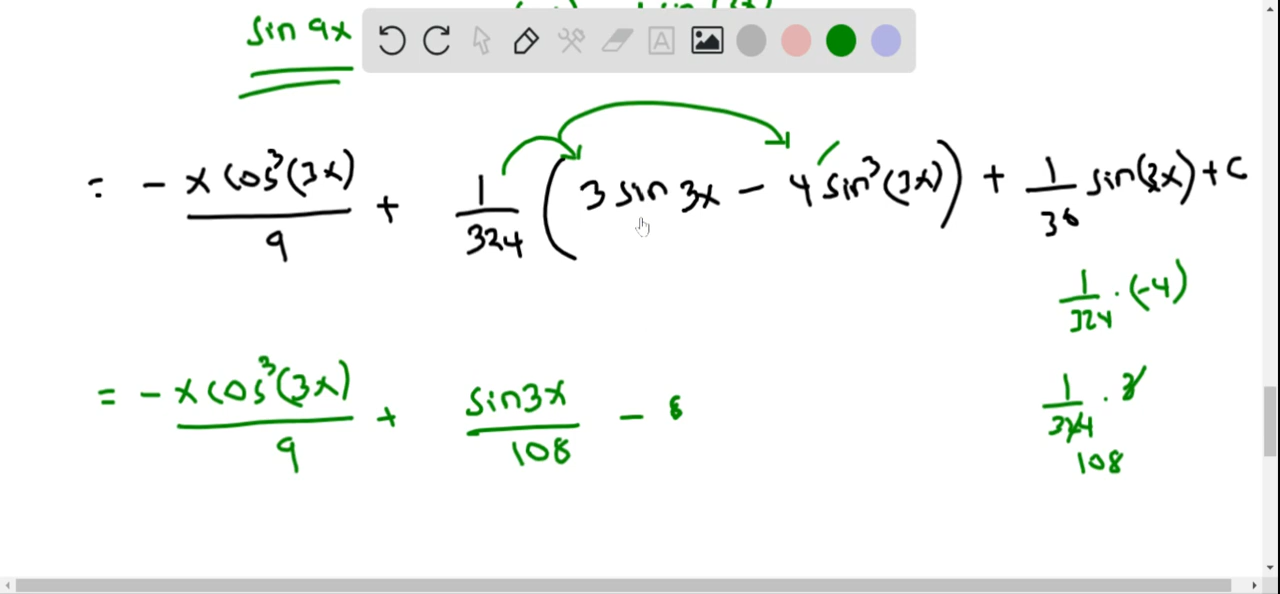 sin 9x
= - x cos³(3x) / 9 + 1/324 ( 3 sin 3x - 4 sin³(3x) ) + 1/36 sin(3x) + C
1/324 · (-4)
= - x cos³(3x) / 9 + sin3x / 108 -
1/324 · 3
108